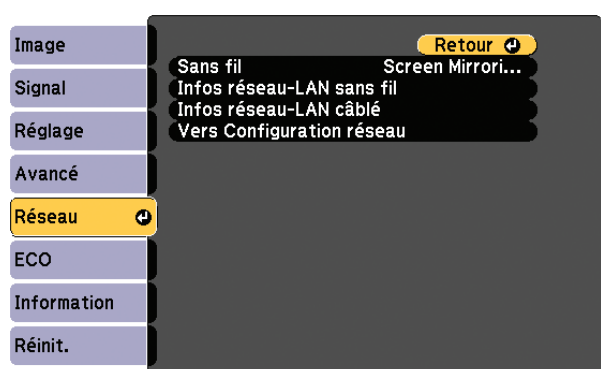 Image
Signal
Réglage
Avancé
Réseau
ECO
Information
Réinit.
Retour
Sans fil Screen Mirrori...
Infos réseau-LAN sans fil
Infos réseau-LAN câblé
Vers Configuration réseau